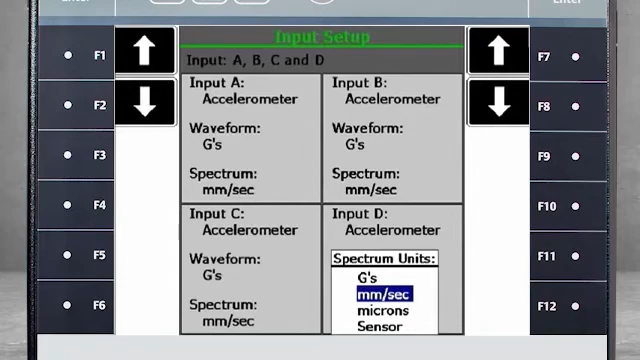 Enter
Enter
Input Setup
Input: A, B, C and D
F1
F2
F3
F4
F5
F6
Input A:
Accelerometer
Waveform:
G's
Spectrum:
mm/sec
Input B:
Accelerometer
Waveform:
G's
Spectrum:
mm/sec
Input C:
Accelerometer
Waveform:
G's
Spectrum:
mm/sec
Input D:
Accelerometer
Spectrum Units:
G's
mm/sec
microns
Sensor
F7
F8
F9
F10
F11
F12